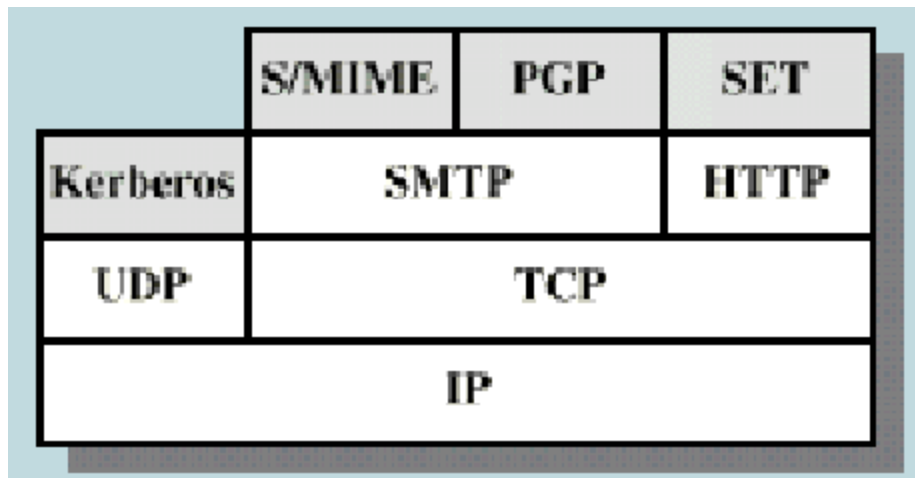 S/MIME PGP SET
Kerberos SMTP HTTP
UDP TCP
IP